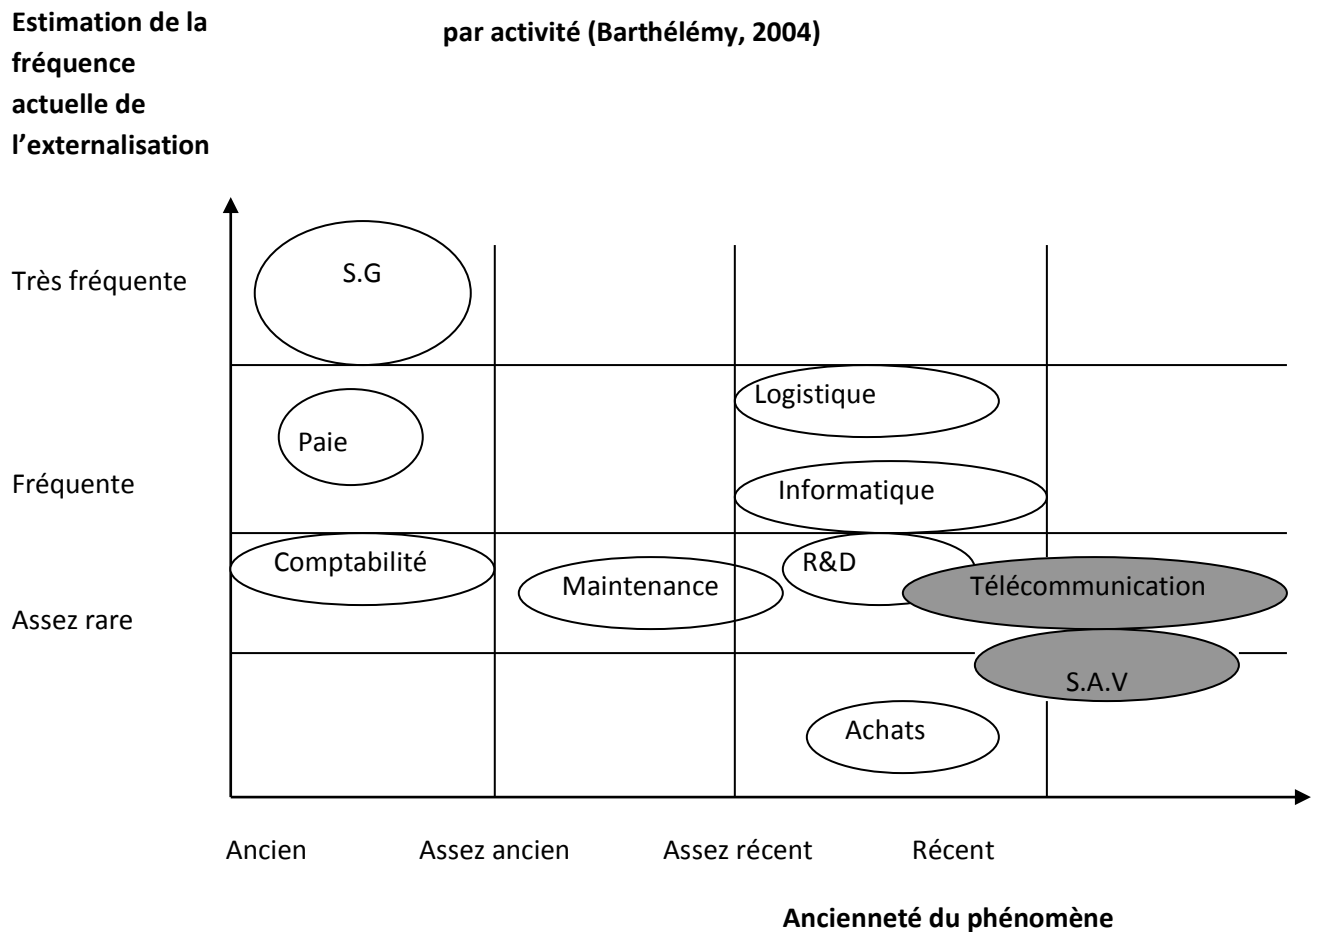 Estimation de la
fréquence
actuelle de
l’externalisation
par activité (Barthélémy, 2004)
Très fréquente
S.G
Logistique
Paie
Fréquente
Informatique
Comptabilité
R&D
Maintenance
Télécommunication
Assez rare
S.A.V
Achats
Ancien
Assez ancien
Assez récent
Récent
Ancienneté du phénomène